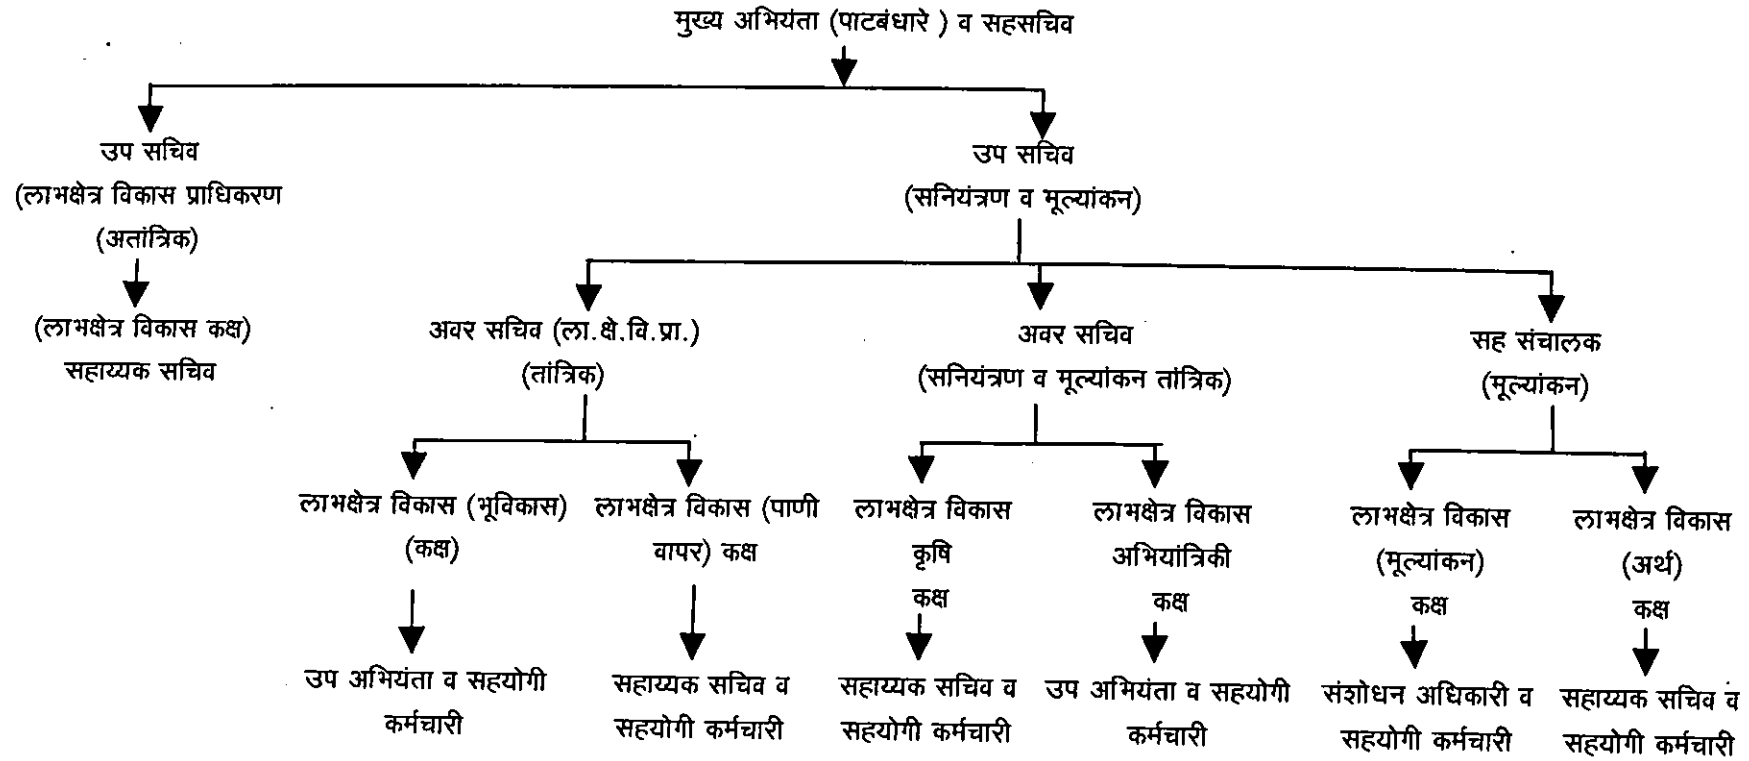 मुख्य अभियंता (पाटबंधारे ) व सहसचिव
उप सचिव
(लाभक्षेत्र विकास प्राधिकरण
(अतांत्रिक)
(लाभक्षेत्र विकास कक्ष)
सहाय्यक सचिव
उप सचिव
(सनियंत्रण व मूल्यांकन)
अवर सचिव (ला.क्षे.वि.प्रा.)
(तांत्रिक)
अवर सचिव
(सनियंत्रण व मूल्यांकन तांत्रिक)
सह संचालक
(मूल्यांकन)
लाभक्षेत्र विकास (भूविकास)
(कक्ष)
लाभक्षेत्र विकास (पाणी
वापर) कक्ष
लाभक्षेत्र विकास
कृषि
कक्ष
लाभक्षेत्र विकास
अभियांत्रिकी
कक्ष
लाभक्षेत्र विकास
(मूल्यांकन)
कक्ष
लाभक्षेत्र विकास
(अर्थ)
कक्ष
उप अभियंता व सहयोगी
कर्मचारी
सहाय्यक सचिव व
सहयोगी कर्मचारी
सहाय्यक सचिव व
सहयोगी कर्मचारी
उप अभियंता व सहयोगी
कर्मचारी
संशोधन अधिकारी व
सहयोगी कर्मचारी
सहाय्यक सचिव व
सहयोगी कर्मचारी